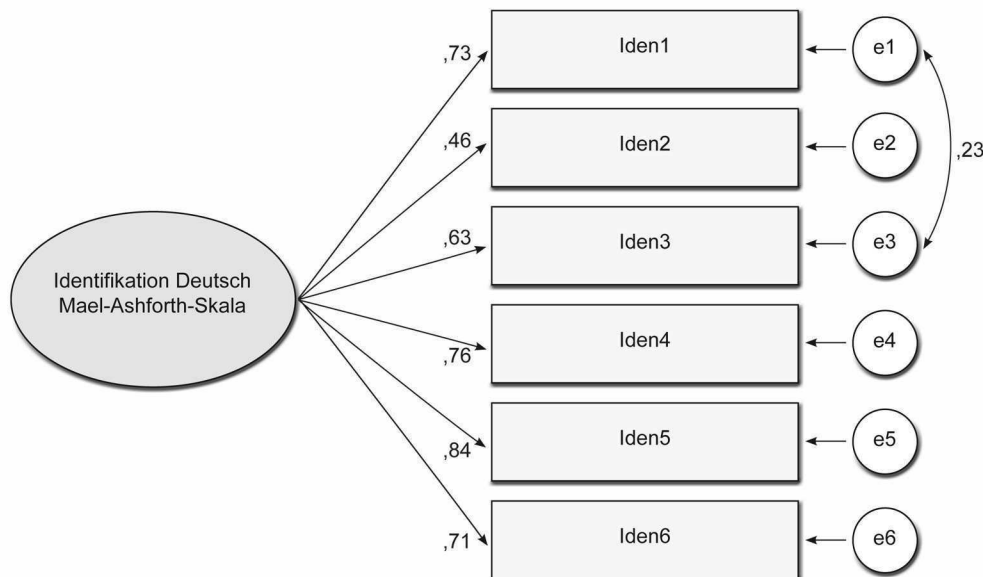 Iden1
e1
,73
Iden2
e2
,46
,23
Iden3
e3
,63
Identifikation Deutsch
Mael-Ashforth-Skala
Iden4
e4
,76
Iden5
e5
,84
Iden6
e6
,71